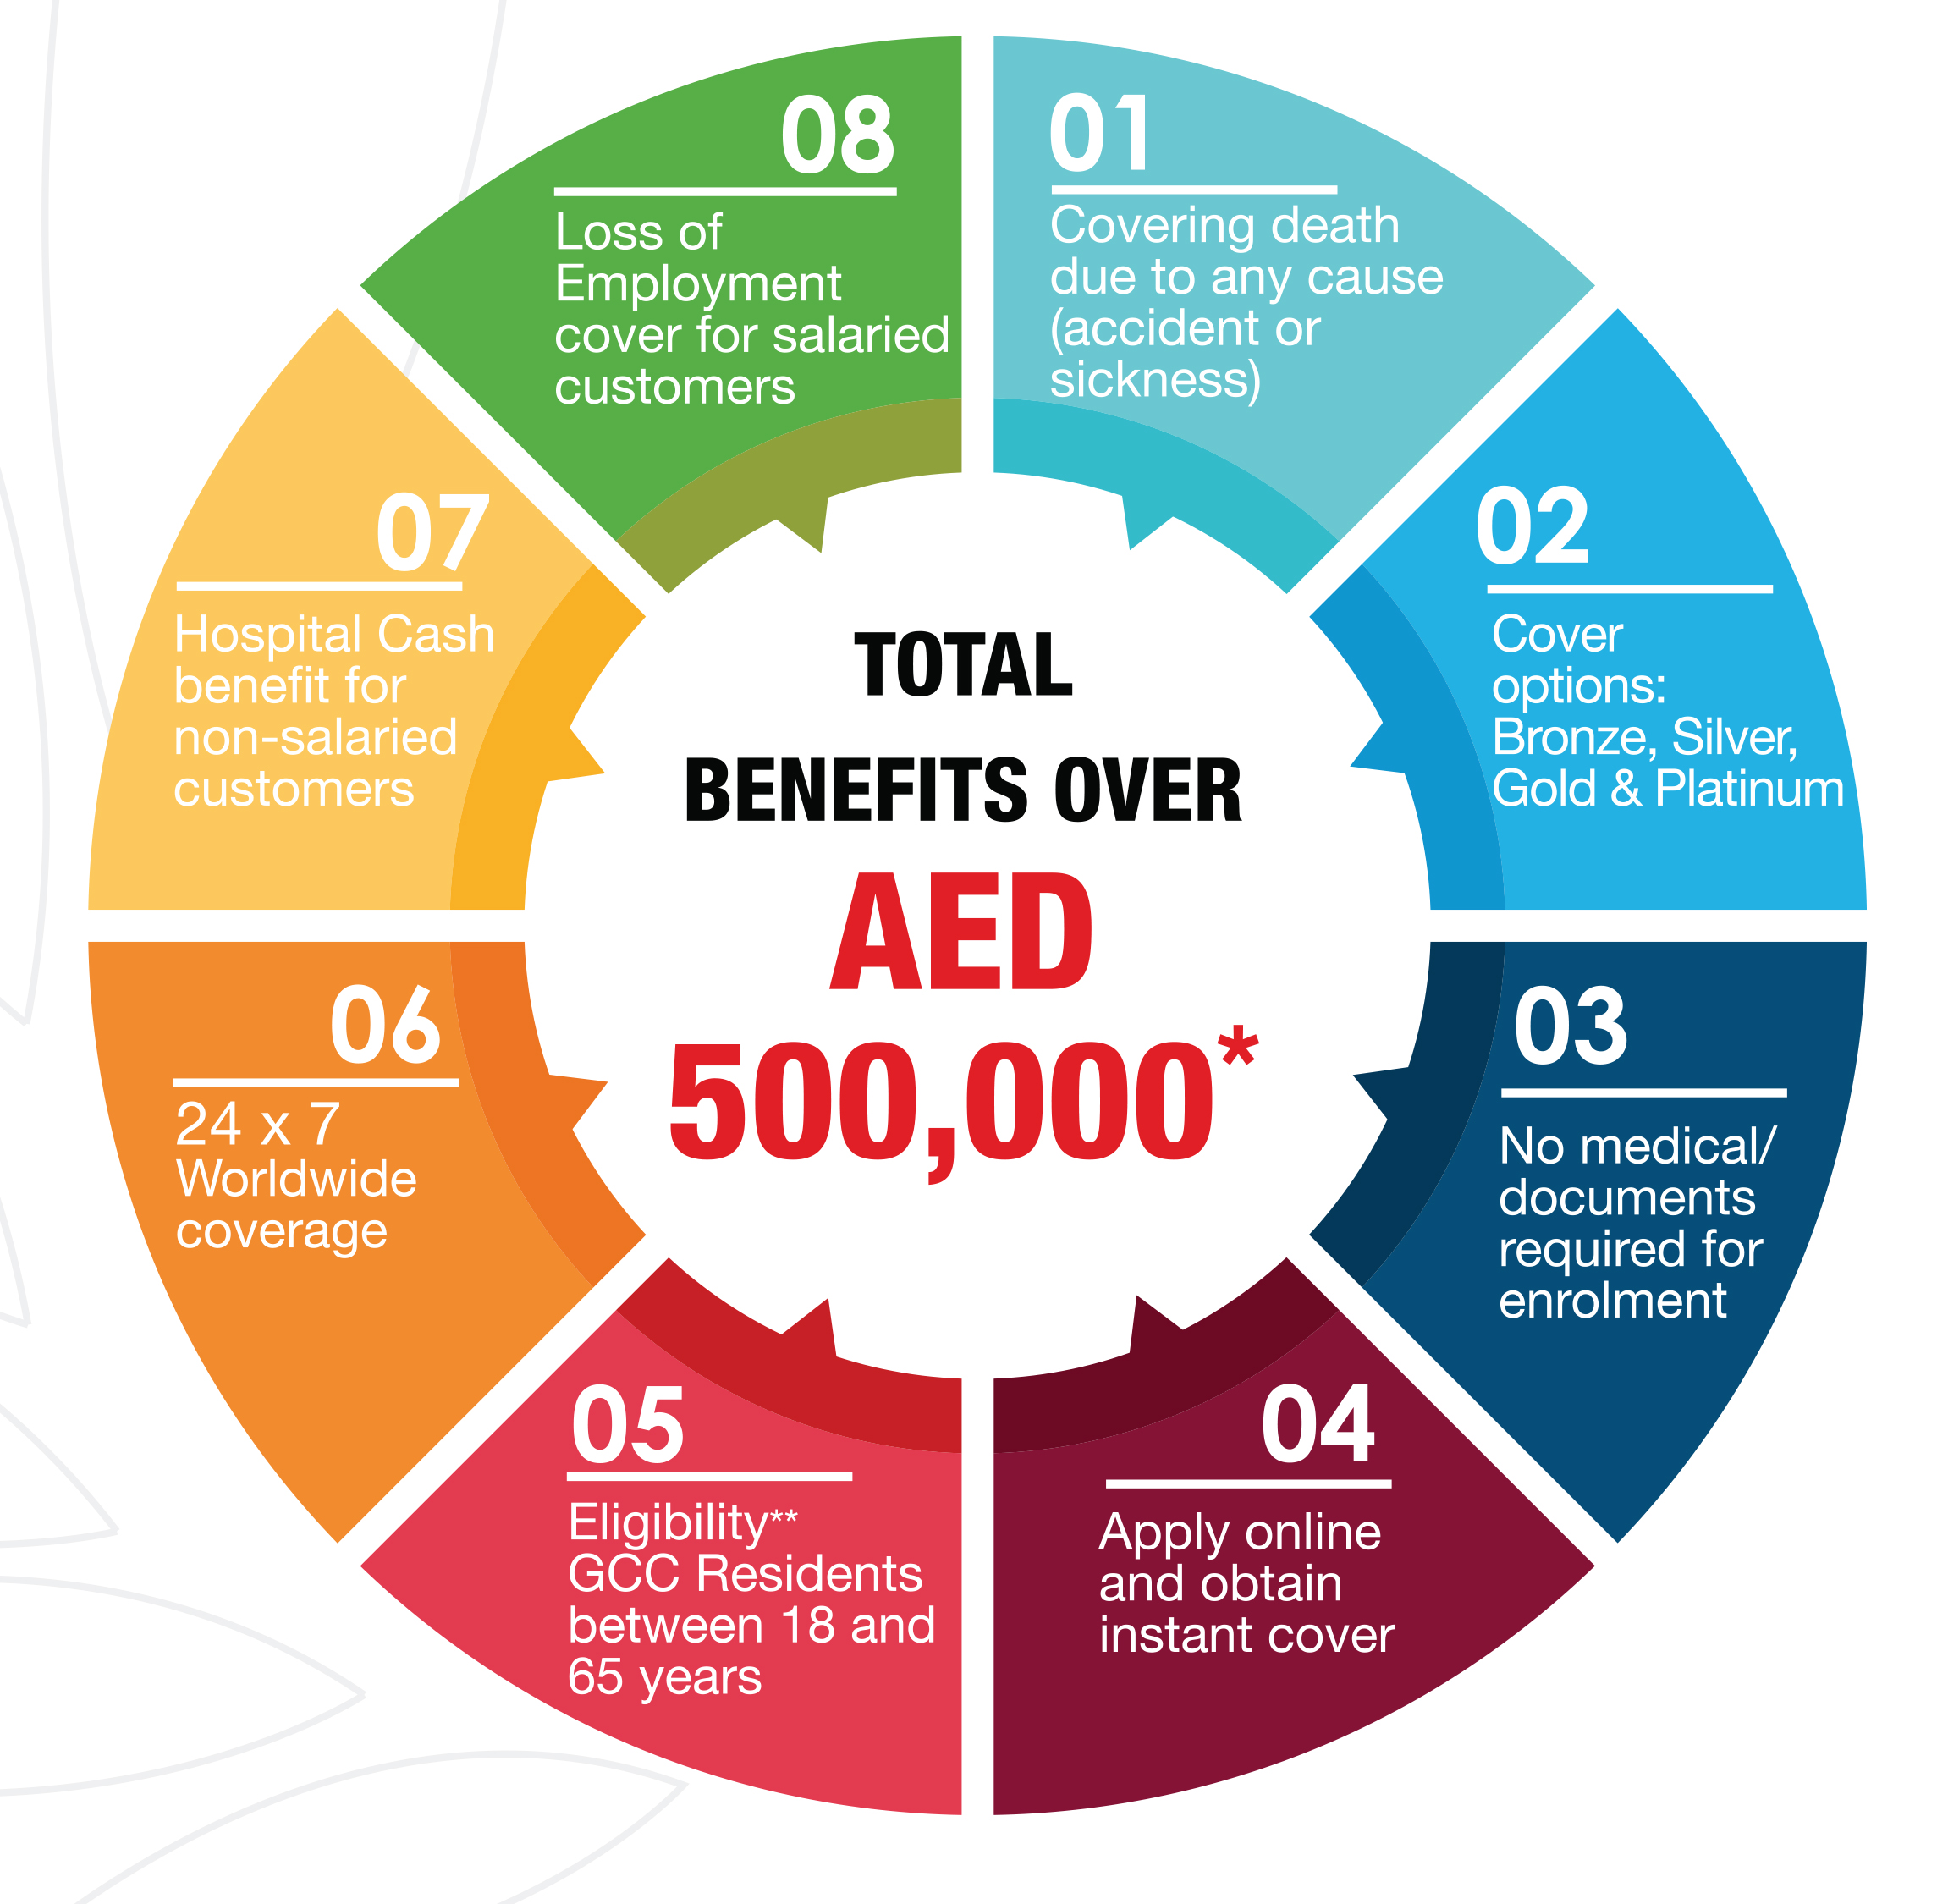 TOTAL
BENEFITS OVER
AED
500,000*
01
Covering death
due to any cause
(accident or
sickness)
02
Cover
options:
Bronze, Silver,
Gold & Platinum
03
No medical/
documents
required for
enrolment
04
Apply online
and obtain
instant cover
05
Eligibility**
GCC Residents
between 18 and
65 years
06
24 x 7
Worldwide
coverage
07
Hospital Cash
benefit for
non-salaried
customers
08
Loss of
Employment
cover for salaried
customers